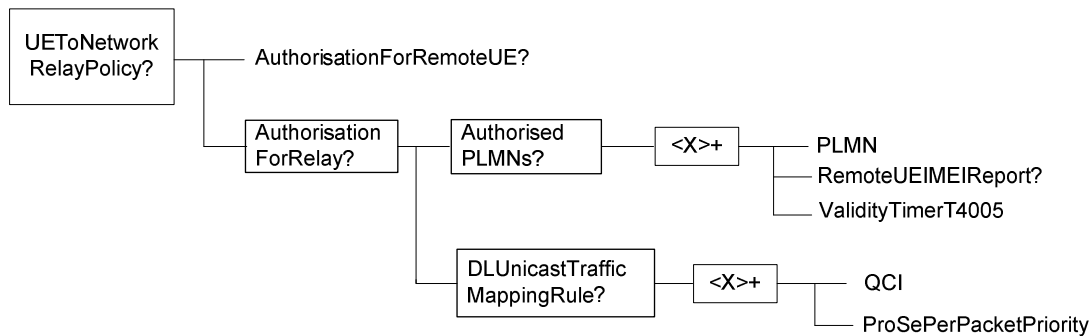 UEToNetwork
RelayPolicy?
AuthorisationForRemoteUE?
Authorisation
ForRelay?
Authorised
PLMNs?
<X>+
PLMN
RemoteUEIMEIReport?
ValidityTimerT4005
DLUnicastTraffic
MappingRule?
<X>+
QCI
ProSePerPacketPriority